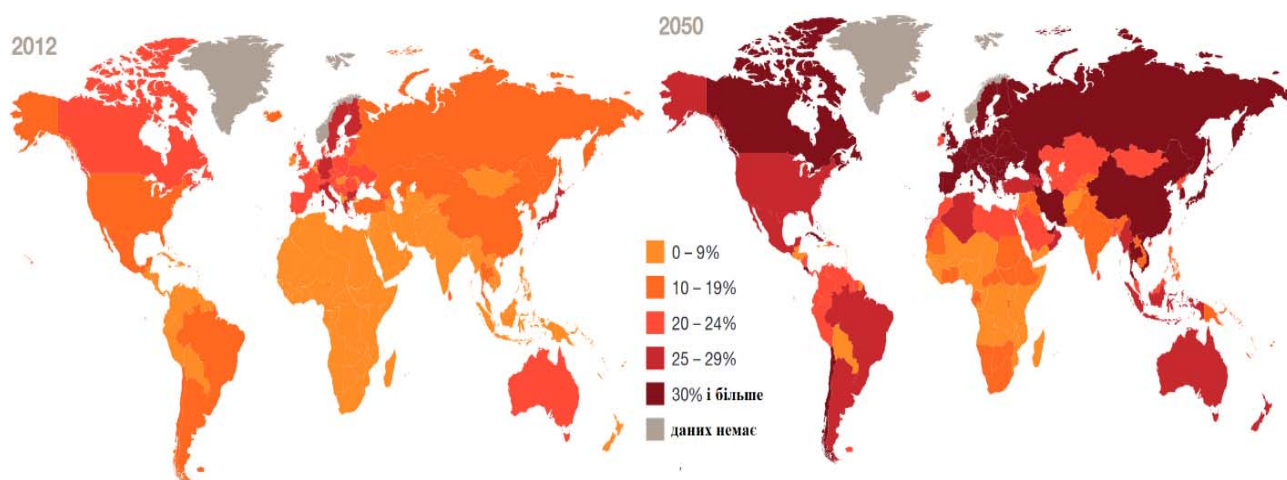 2012
2050
0 – 9%
10 – 19%
20 – 24%
25 – 29%
30% і більше
даних немає